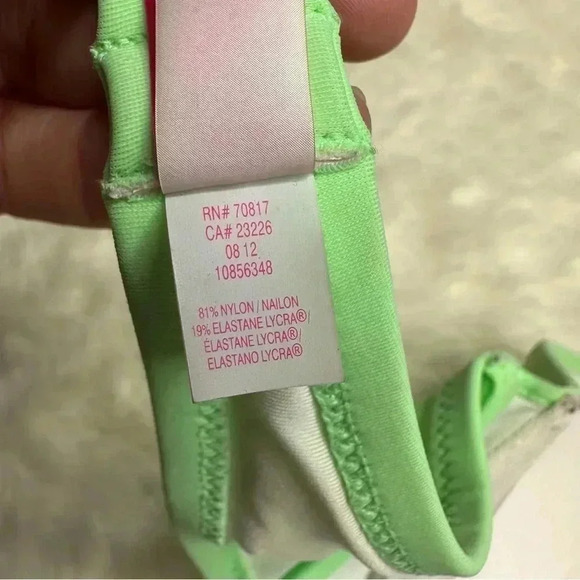 RN# 70817
CA# 23226
08 12
10856348
81% NYLON / NAILON
19% ELASTANE LYCRA®/
ÉLASTANE LYCRA®/
ELASTANO LYCRA®